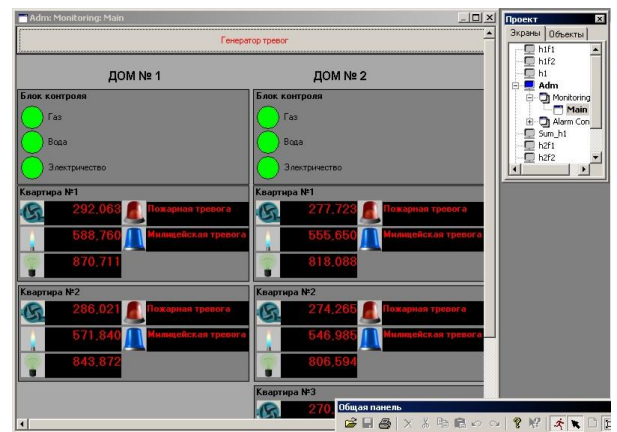 Adm: Monitoring: Main
Генератор тревог
ДОМ № 1
ДОМ № 2
Блок контроля
Газ
Вода
Электричество
Блок контроля
Газ
Вода
Электричество
Квартира №1
292,063 Пожарная тревога
588,760 Милицейская тревога
870,711
Квартира №1
277,723 Пожарная тревога
555,650 Милицейская тревога
818,088
Квартира №2
286,021 Пожарная тревога
571,840 Милицейская тревога
843,872
Квартира №2
274,265 Пожарная тревога
546,985 Милицейская тревога
806,594
Квартира №3
270,
Проект
Экраны Объекты
h1f1
h1f2
h1
Adm
Monitoring
Main
Alarm Con
Sum_h1
h2f1
h2f2
Общая панель